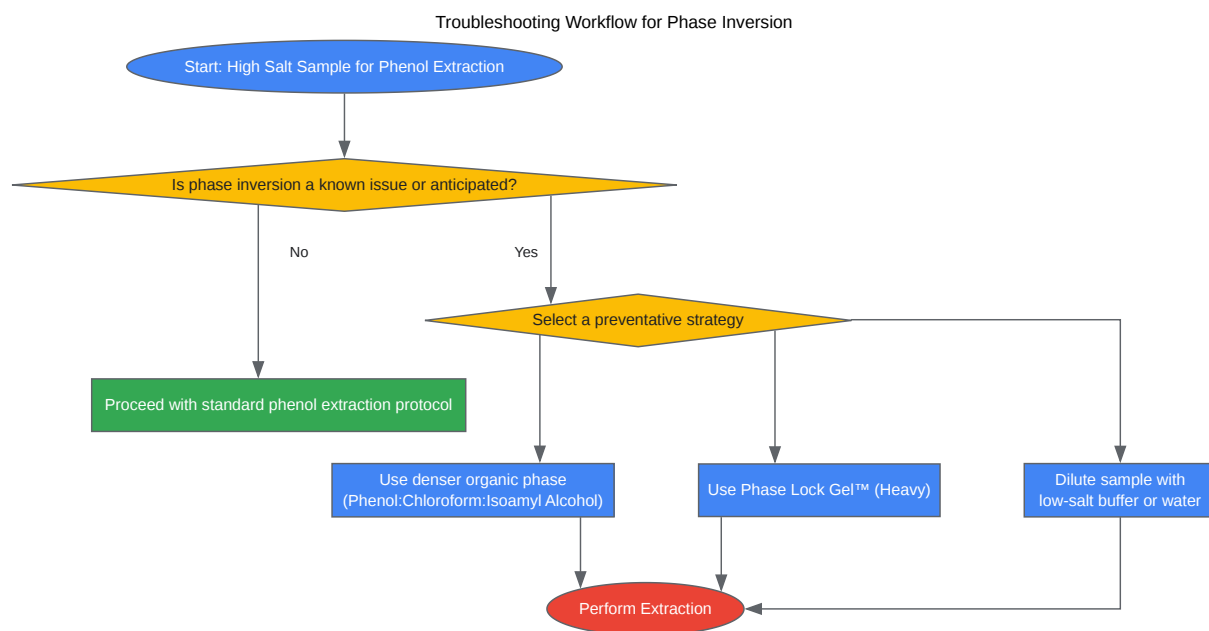 Troubleshooting Workflow for Phase Inversion
Start: High Salt Sample for Phenol Extraction
Is phase inversion a known issue or anticipated?
No
Yes
Select a preventative strategy
Proceed with standard phenol extraction protocol
Use denser organic phase
(Phenol:Chloroform:Isoamyl Alcohol)
Use Phase Lock Gel™ (Heavy)
Dilute sample with
low-salt buffer or water
Perform Extraction